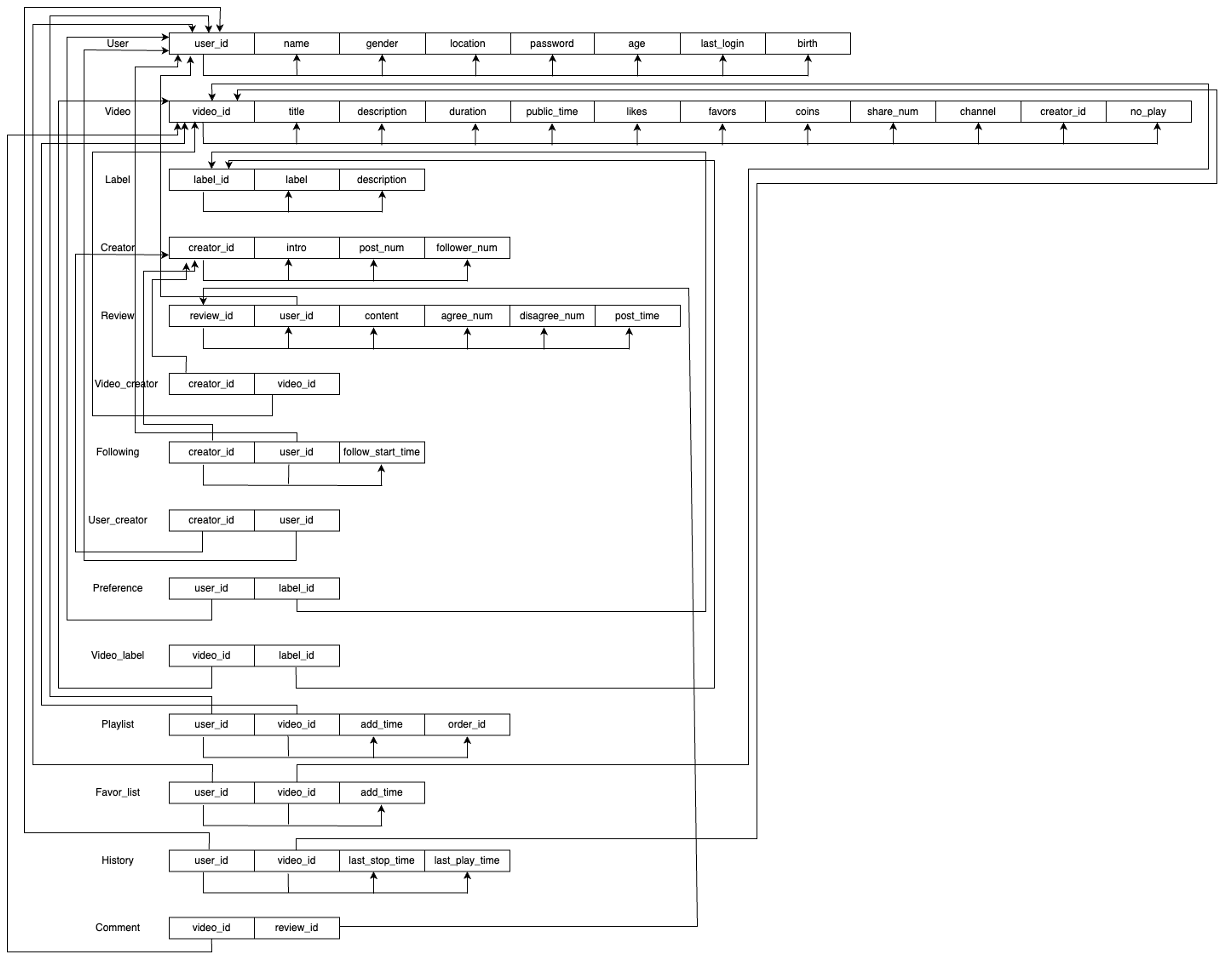 User user_id name gender location password age last_login birth
Video video_id title description duration public_time likes favors coins share_num channel creator_id no_play
Label label_id label description
Creator creator_id intro post_num follower_num
Review review_id user_id content agree_num disagree_num post_time
Video_creator creator_id video_id
Following creator_id user_id follow_start_time
User_creator creator_id user_id
Preference user_id label_id
Video_label video_id label_id
Playlist user_id video_id add_time order_id
Favor_list user_id video_id add_time
History user_id video_id last_stop_time last_play_time
Comment video_id review_id